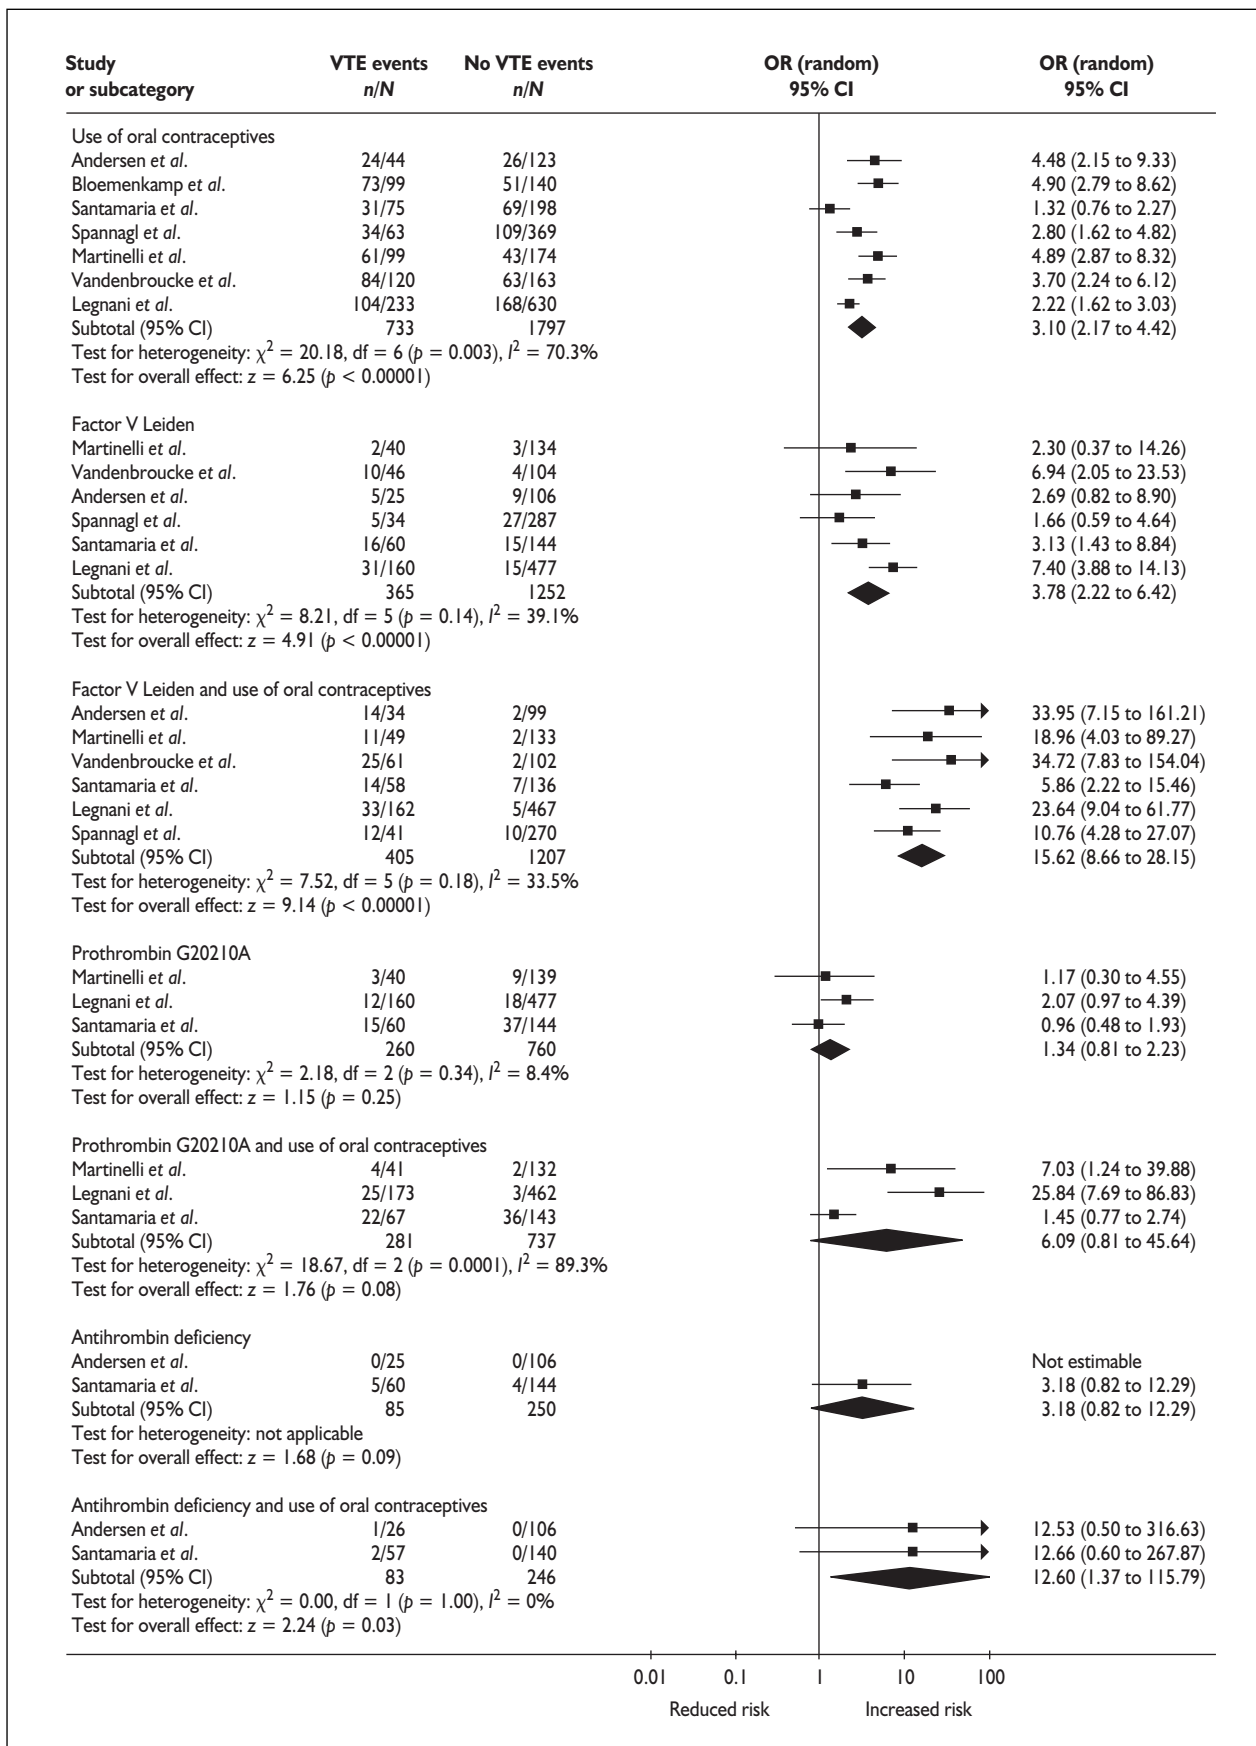 Study VTE events No VTE events OR (random) OR (random)
or subcategory n/N n/N 95% CI 95% CI
Use of oral contraceptives
Andersen et al. 24/44 26/123 4.48 (2.15 to 9.33)
Bloemenkamp et al. 73/99 51/140 4.90 (2.79 to 8.62)
Santamaria et al. 31/75 69/198 1.32 (0.76 to 2.27)
Spannagl et al. 34/63 109/369 2.80 (1.62 to 4.82)
Martinelli et al. 61/99 43/174 4.89 (2.87 to 8.32)
Vandenbroucke et al. 84/120 63/163 3.70 (2.24 to 6.12)
Legnani et al. 104/233 168/630 2.22 (1.62 to 3.03)
Subtotal (95% CI) 733 1797 3.10 (2.17 to 4.42)
Test for heterogeneity: χ² = 20.18, df = 6 (p = 0.003), I² = 70.3%
Test for overall effect: z = 6.25 (p < 0.00001)
Factor V Leiden
Martinelli et al. 2/40 3/134 2.30 (0.37 to 14.26)
Vandenbroucke et al. 10/46 4/104 6.94 (2.05 to 23.53)
Andersen et al. 5/25 9/106 2.69 (0.82 to 8.90)
Spannagl et al. 5/34 27/287 1.66 (0.59 to 4.64)
Santamaria et al. 16/60 15/144 3.13 (1.43 to 8.84)
Legnani et al. 31/160 15/477 7.40 (3.88 to 14.13)
Subtotal (95% CI) 365 1252 3.78 (2.22 to 6.42)
Test for heterogeneity: χ² = 8.21, df = 5 (p = 0.14), I² = 39.1%
Test for overall effect: z = 4.91 (p < 0.00001)
Factor V Leiden and use of oral contraceptives
Andersen et al. 14/34 2/99 33.95 (7.15 to 161.21)
Martinelli et al. 11/49 2/133 18.96 (4.03 to 89.27)
Vandenbroucke et al. 25/61 2/102 34.72 (7.83 to 154.04)
Santamaria et al. 14/58 7/136 5.86 (2.22 to 15.46)
Legnani et al. 33/162 5/467 23.64 (9.04 to 61.77)
Spannagl et al. 12/41 10/270 10.76 (4.28 to 27.07)
Subtotal (95% CI) 405 1207 15.62 (8.66 to 28.15)
Test for heterogeneity: χ² = 7.52, df = 5 (p = 0.18), I² = 33.5%
Test for overall effect: z = 9.14 (p < 0.00001)
Prothrombin G20210A
Martinelli et al. 3/40 9/139 1.17 (0.30 to 4.55)
Legnani et al. 12/160 18/477 2.07 (0.97 to 4.39)
Santamaria et al. 15/60 37/144 0.96 (0.48 to 1.93)
Subtotal (95% CI) 260 760 1.34 (0.81 to 2.23)
Test for heterogeneity: χ² = 2.18, df = 2 (p = 0.34), I² = 8.4%
Test for overall effect: z = 1.15 (p = 0.25)
Prothrombin G20210A and use of oral contraceptives
Martinelli et al. 4/41 2/132 7.03 (1.24 to 39.88)
Legnani et al. 25/173 3/462 25.84 (7.69 to 86.83)
Santamaria et al. 22/67 36/143 1.45 (0.77 to 2.74)
Subtotal (95% CI) 281 737 6.09 (0.81 to 45.64)
Test for heterogeneity: χ² = 18.67, df = 2 (p = 0.0001), I² = 89.3%
Test for overall effect: z = 1.76 (p = 0.08)
Antihrombin deficiency
Andersen et al. 0/25 0/106 Not estimable
Santamaria et al. 5/60 4/144 3.18 (0.82 to 12.29)
Subtotal (95% CI) 85 250 3.18 (0.82 to 12.29)
Test for heterogeneity: not applicable
Test for overall effect: z = 1.68 (p = 0.09)
Antihrombin deficiency and use of oral contraceptives
Andersen et al. 1/26 0/106 12.53 (0.50 to 316.63)
Santamaria et al. 2/57 0/140 12.66 (0.60 to 267.87)
Subtotal (95% CI) 83 246 12.60 (1.37 to 115.79)
Test for heterogeneity: χ² = 0.00, df = 1 (p = 1.00), I² = 0%
Test for overall effect: z = 2.24 (p = 0.03)
0.01 0.1 1 10 100
Reduced risk Increased risk